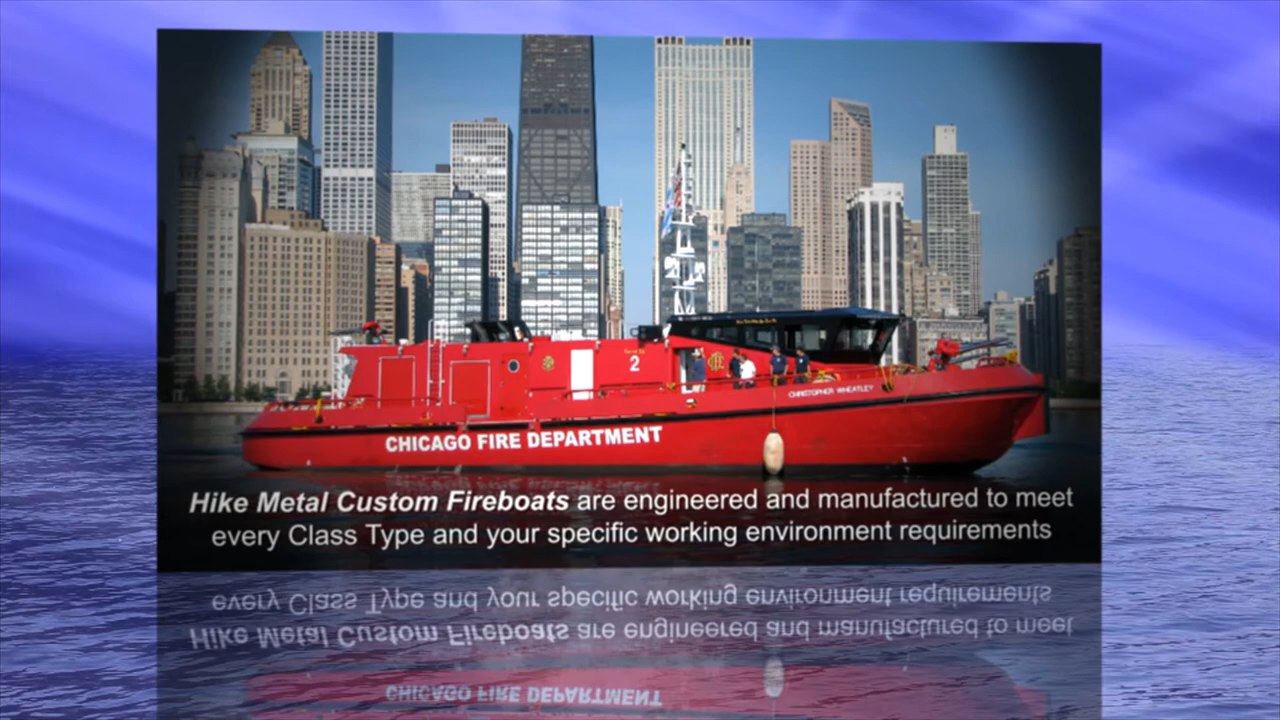 2
CHRISTOPHER WHEATLEY
CHICAGO FIRE DEPARTMENT
Hike Metal Custom Fireboats are engineered and manufactured to meet
every Class Type and your specific working environment requirements